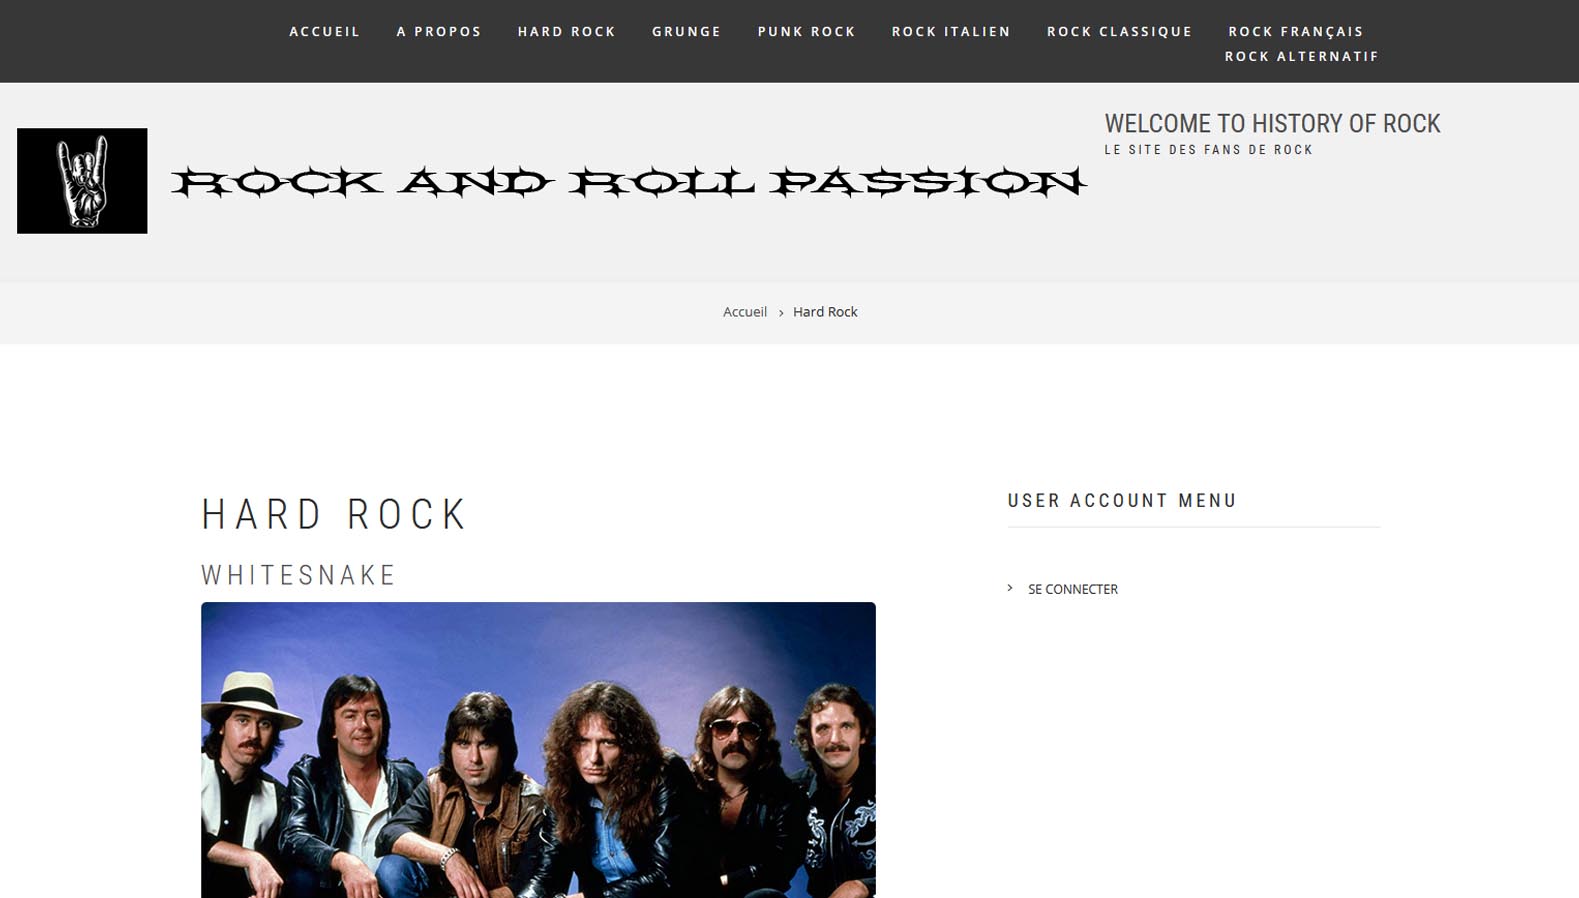 ACCUEIL A PROPOS HARD ROCK GRUNGE PUNK ROCK ROCK ITALIEN ROCK CLASSIQUE ROCK FRANÇAIS
ROCK ALTERNATIF
ROCK AND ROLL PASSION
WELCOME TO HISTORY OF ROCK
LE SITE DES FANS DE ROCK
Accueil › Hard Rock
HARD ROCK
WHITESNAKE
USER ACCOUNT MENU
SE CONNECTER